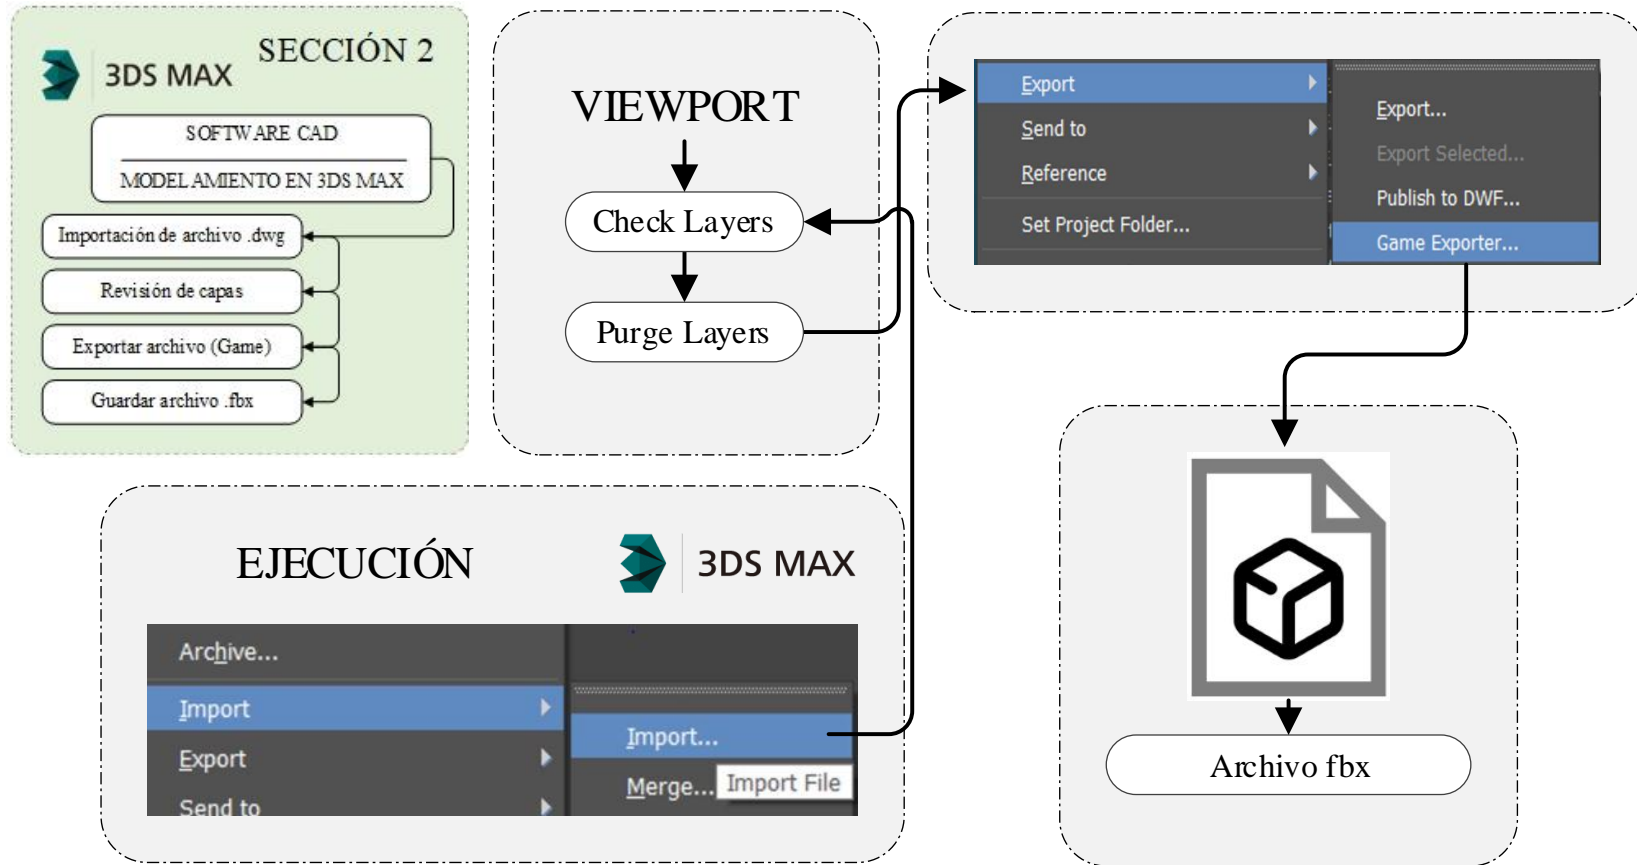 SECCIÓN 2
3DS MAX
SOFTWARE CAD
MODELAMIENTO EN 3DS MAX
Importación de archivo .dwg
Revisión de capas
Exportar archivo (Game)
Guardar archivo .fbx
VIEWPORT
Check Layers
Purge Layers
Export
Send to
Reference
Set Project Folder...
Export...
Export Selected...
Publish to DWF...
Game Exporter...
EJECUCIÓN
3DS MAX
Archive...
Import
Export
Send to
Import...
Merge...
Import File
Archivo fbx